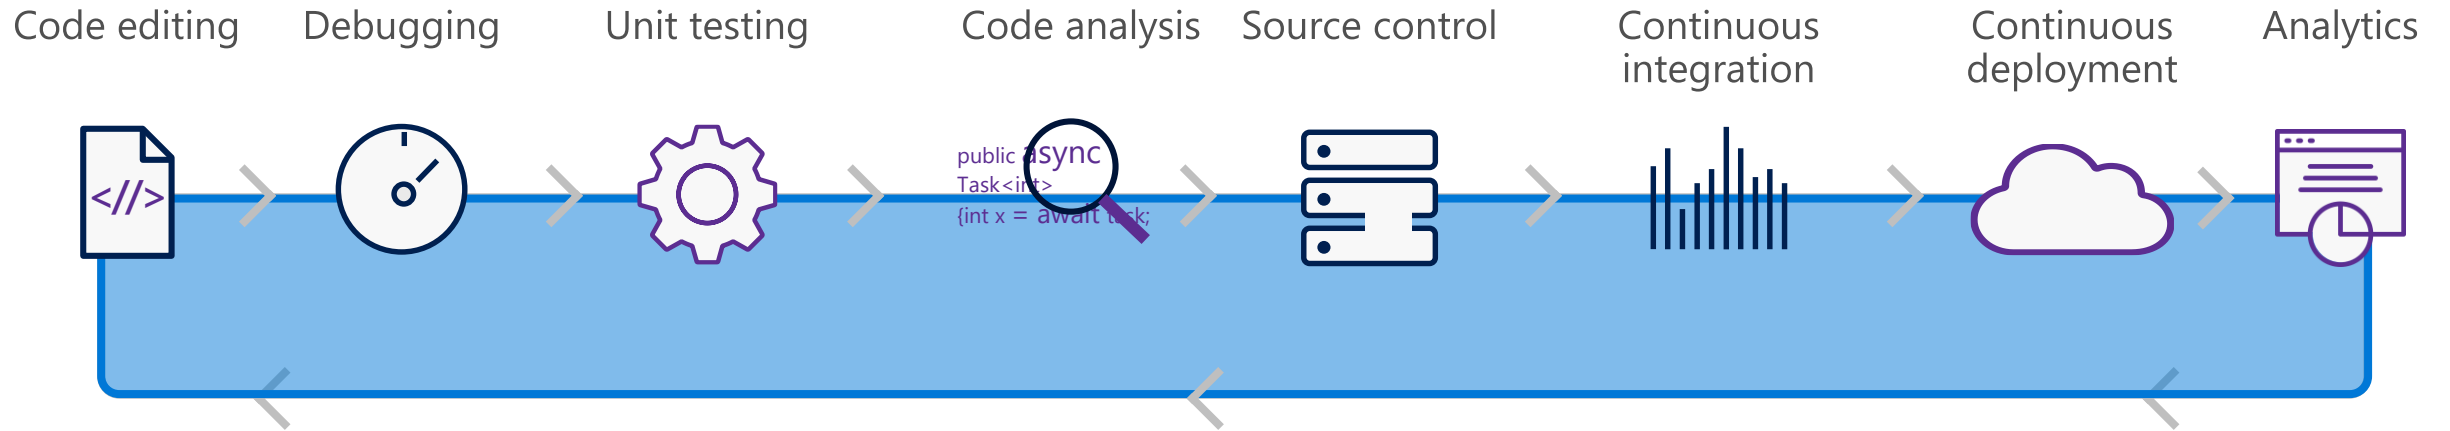 Code editing
Debugging
Unit testing
Code analysis
Source control
Continuous
integration
Continuous
deployment
Analytics
<//>
public async
Task<int>
{int x = await task;